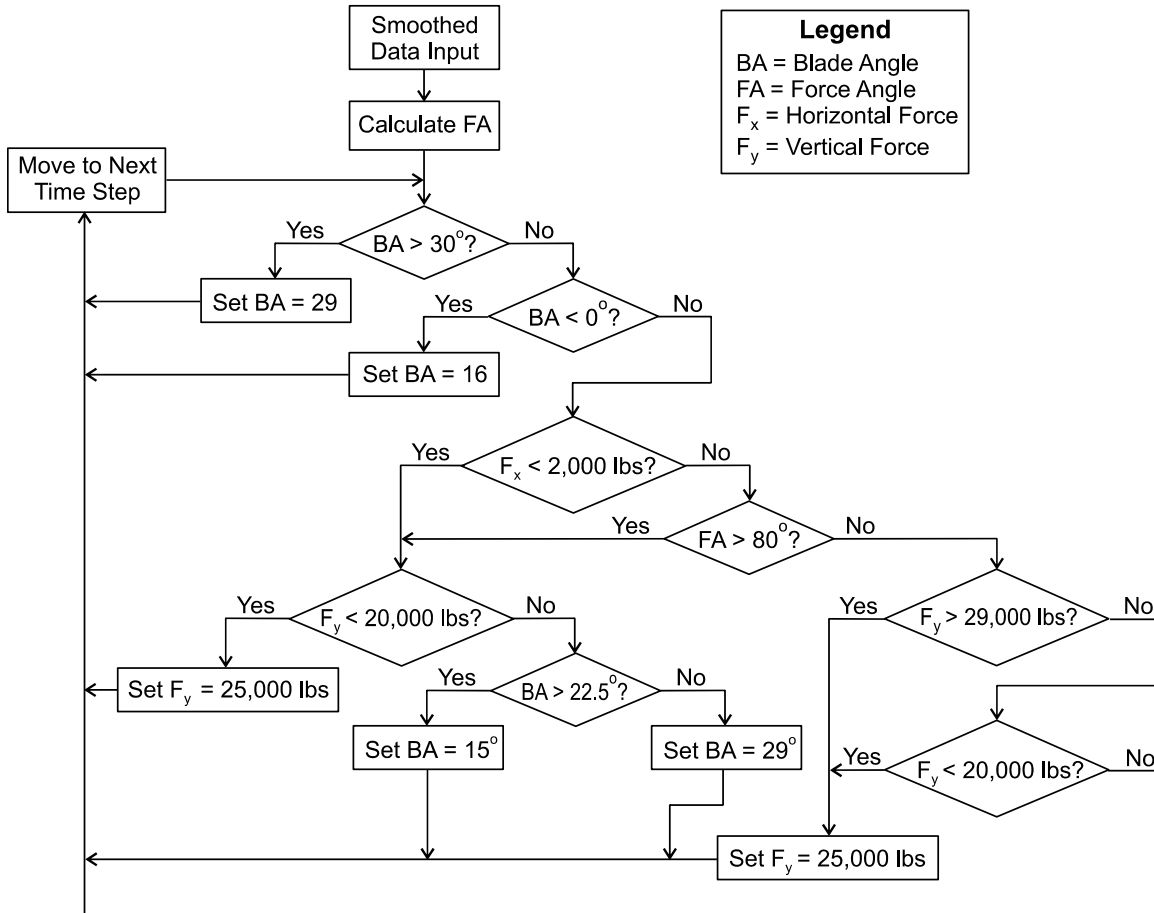 Smoothed
Data Input
Legend
BA = Blade Angle
FA = Force Angle
Fx = Horizontal Force
Fy = Vertical Force
Calculate FA
Move to Next
Time Step
Yes
BA > 30°?
No
Set BA = 29
Yes
BA < 0°?
No
Set BA = 16
Yes
Fx < 2,000 lbs?
No
Yes
FA > 80°?
No
Yes
Fy < 20,000 lbs?
No
Yes
Fy > 29,000 lbs?
No
Set Fy = 25,000 lbs
Yes
BA > 22.5°?
No
Set BA = 15°
Set BA = 29°
Yes
Fy < 20,000 lbs?
No
Set Fy = 25,000 lbs